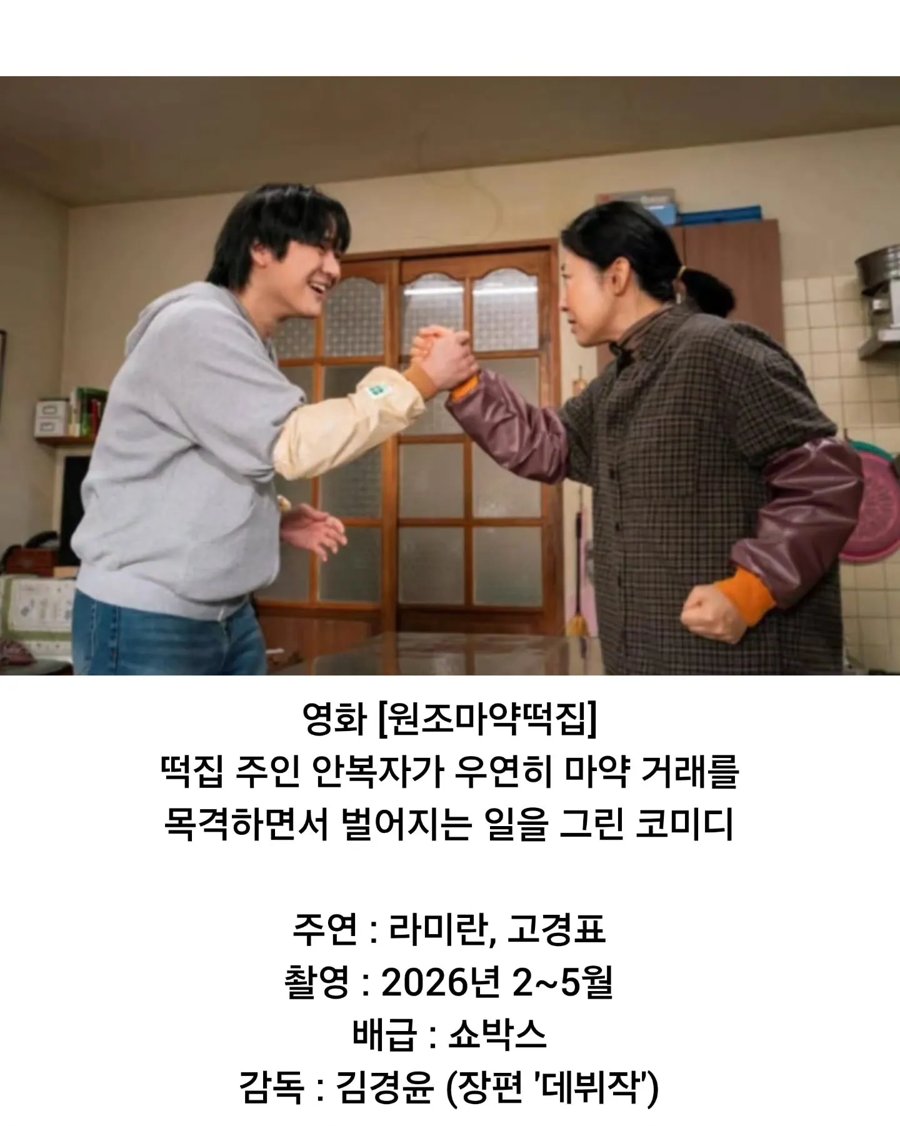 영화 [원조마약떡집]
떡집 주인 안복자가 우연히 마약 거래를
목격하면서 벌어지는 일을 그린 코미디
주연 : 라미란, 고경표
촬영 : 2026년 2~5월
배급 : 쇼박스
감독 : 김경윤 (장편 '데뷔작')